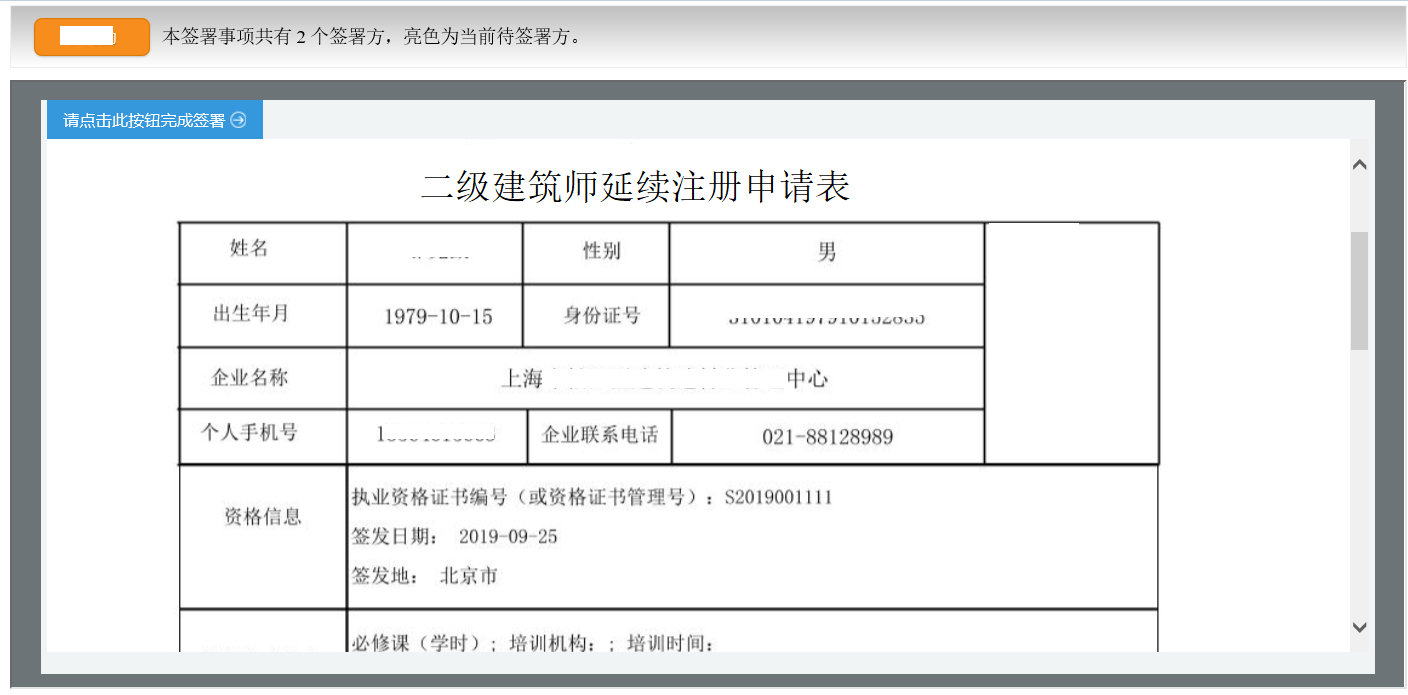 本签署事项共有 2 个签署方，亮色为当前待签署方。
请点击此按钮完成签署
二级建筑师延续注册申请表
姓名 性别 男
出生年月 1979-10-15 身份证号
企业名称 上海 中心
个人手机号 1 企业联系电话 021-88128989
资格信息
执业资格证书编号（或资格证书管理号）：S2019001111
签发日期： 2019-09-25
签发地： 北京市
必修课（学时）；培训机构：；培训时间：